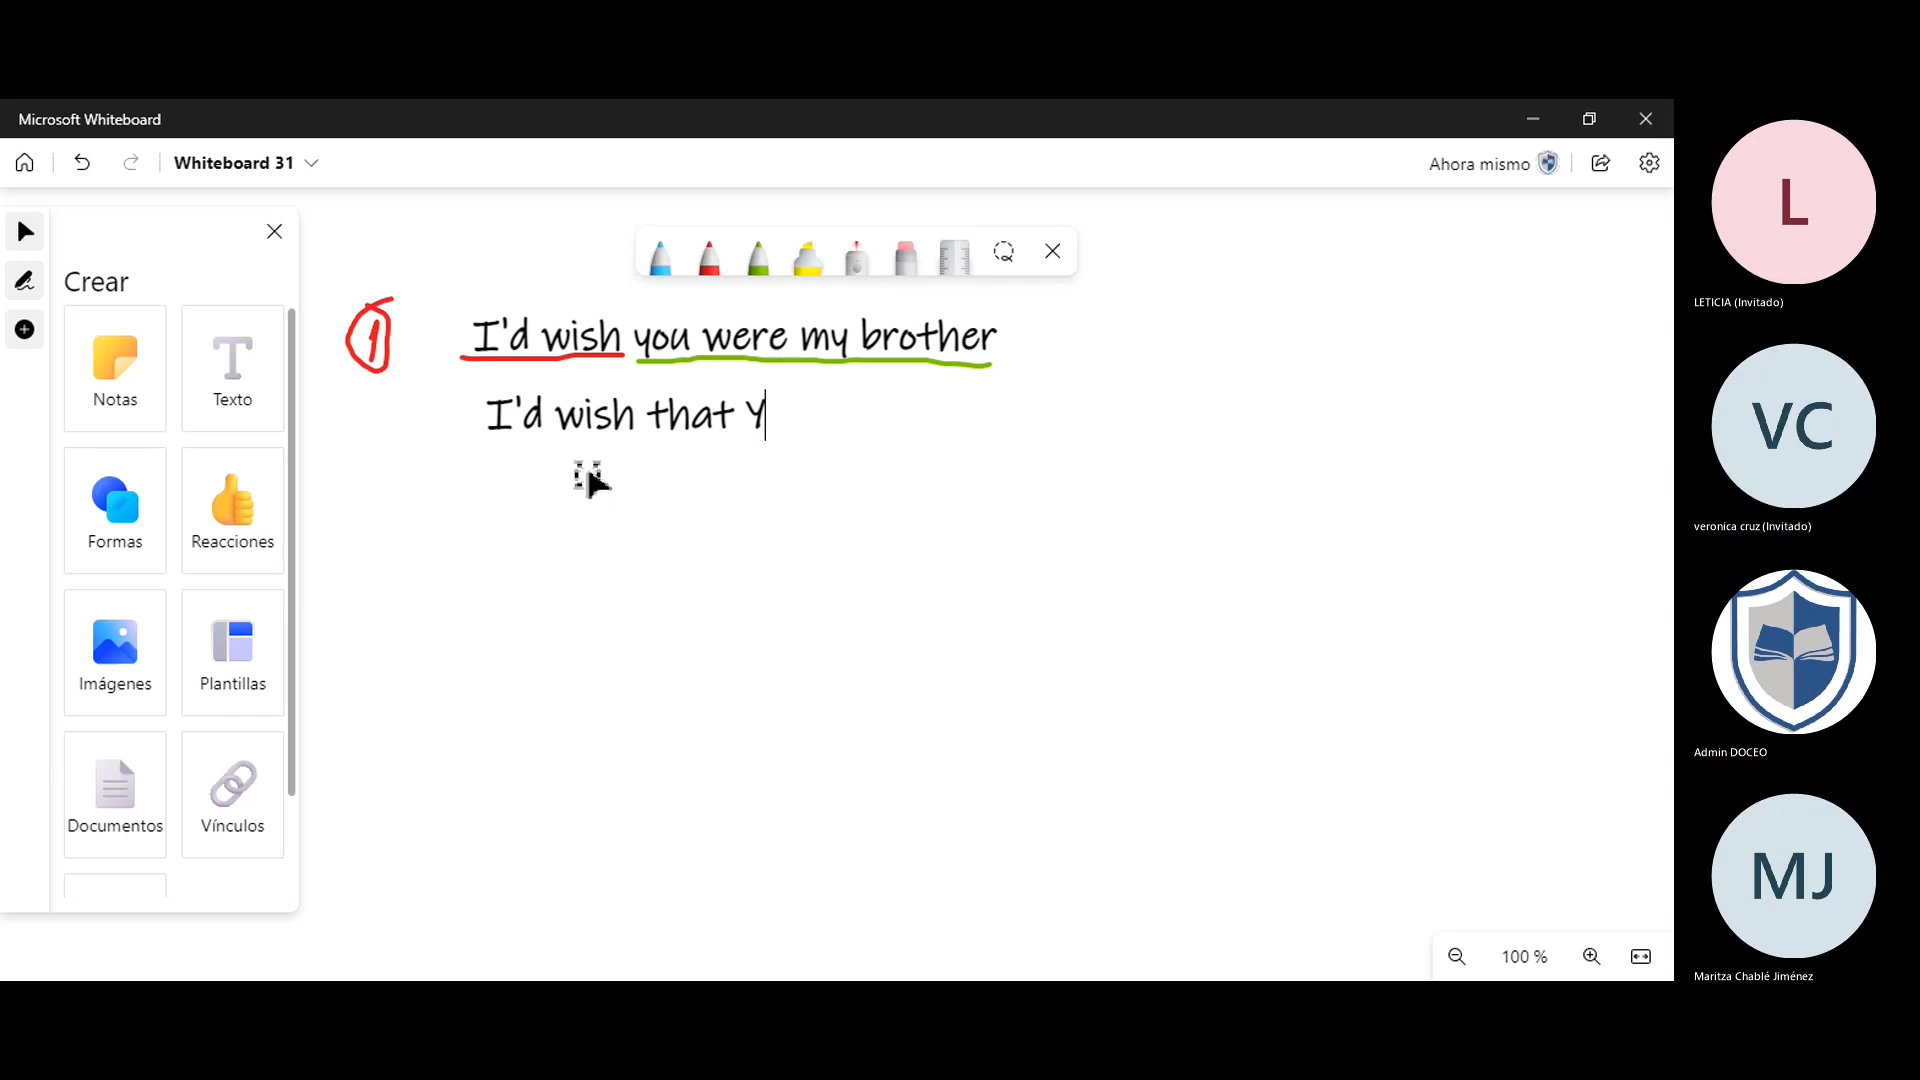 Microsoft Whiteboard
Whiteboard 31
Ahora mismo
Crear
Notas
Texto
Formas
Reacciones
Imágenes
Plantillas
Documentos
Vínculos
1
I'd wish you were my brother
I'd wish that Y
100 %
L
LETICIA (Invitado)
VC
veronica cruz (Invitado)
Admin DOCEO
MJ
Maritza Chablé Jiménez